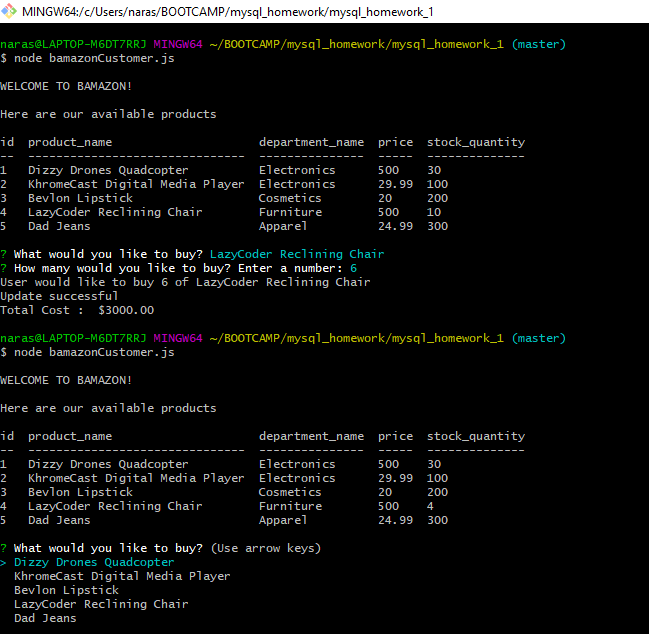 MINGW64:/c/Users/naras/BOOTCAMP/mysql_homework/mysql_homework_1
naras@LAPTOP-M6DT7RRJ MINGW64 ~/BOOTCAMP/mysql_homework/mysql_homework_1 (master)
$ node bamazonCustomer.js
WELCOME TO BAMAZON!
Here are our available products
id  product_name                     department_name  price  stock_quantity
--  -------------------------------  ---------------  -----  --------------
1   Dizzy Drones Quadcopter          Electronics      500    30
2   KhromeCast Digital Media Player  Electronics      29.99  100
3   Bevlon Lipstick                  Cosmetics        20     200
4   LazyCoder Reclining Chair        Furniture        500    10
5   Dad Jeans                        Apparel          24.99  300
? What would you like to buy? LazyCoder Reclining Chair
? How many would you like to buy? Enter a number: 6
User would like to buy 6 of LazyCoder Reclining Chair
Update successful
Total Cost :  $3000.00
naras@LAPTOP-M6DT7RRJ MINGW64 ~/BOOTCAMP/mysql_homework/mysql_homework_1 (master)
$ node bamazonCustomer.js
WELCOME TO BAMAZON!
Here are our available products
id  product_name                     department_name  price  stock_quantity
--  -------------------------------  ---------------  -----  --------------
1   Dizzy Drones Quadcopter          Electronics      500    30
2   KhromeCast Digital Media Player  Electronics      29.99  100
3   Bevlon Lipstick                  Cosmetics        20     200
4   LazyCoder Reclining Chair        Furniture        500    4
5   Dad Jeans                        Apparel          24.99  300
? What would you like to buy? (Use arrow keys)
> Dizzy Drones Quadcopter
  KhromeCast Digital Media Player
  Bevlon Lipstick
  LazyCoder Reclining Chair
  Dad Jeans